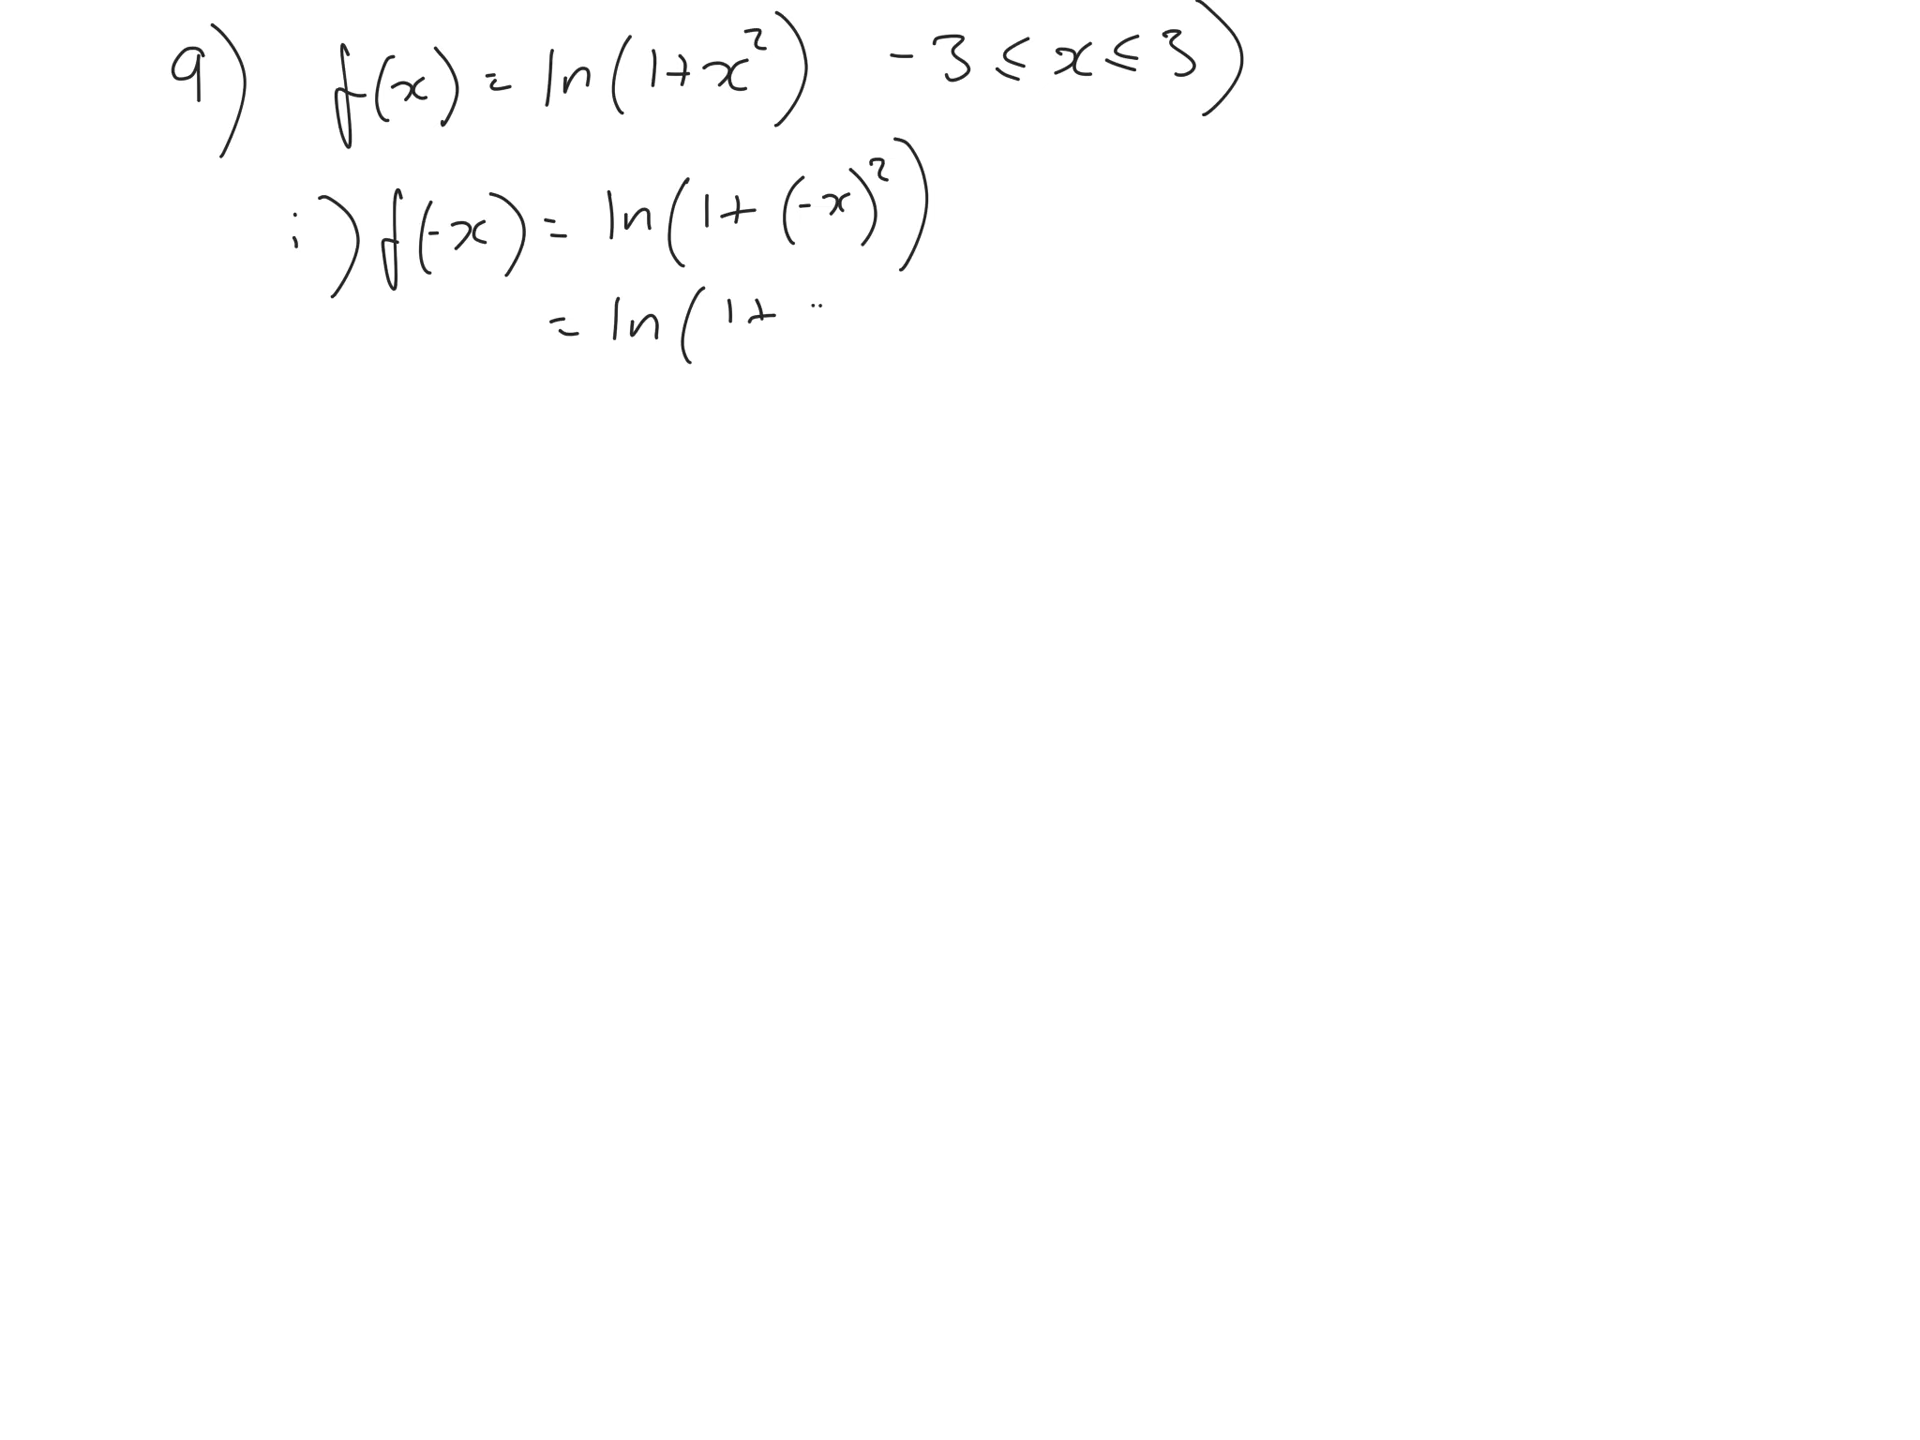 9) f(x) = ln(1+x²) -3 ≤ x ≤ 3)
i) f(-x) = ln(1+(-x)²)
= ln(1+ ..